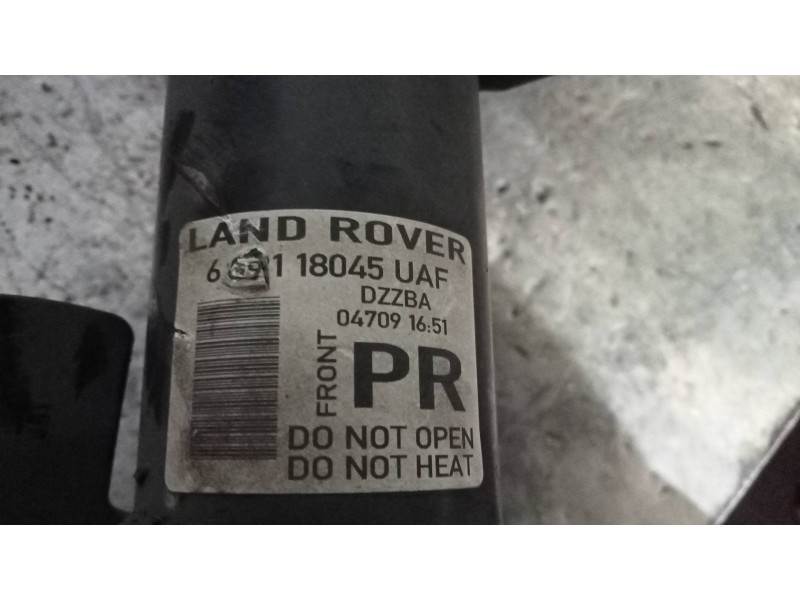 LAND ROVER
18045 UAF
DZZBA
04709 16:51
FRONT
PR
DO NOT OPEN
DO NOT HEAT